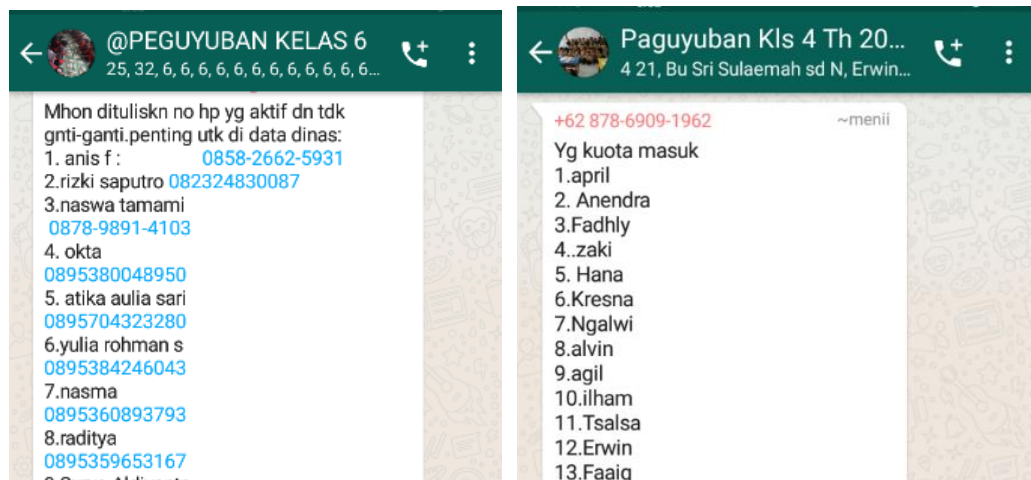 @PEGUYUBAN KELAS 6
25, 32, 6, 6, 6, 6, 6, 6, 6, 6, 6, 6, 6, 6...
Mhon dituliskn no hp yg aktif dn tdk
gnti-ganti.penting utk di data dinas:
1. anis f : 0858-2662-5931
2.rizki saputro 082324830087
3.naswa tamami
0878-9891-4103
4. okta
0895380048950
5. atika aulia sari
0895704323280
6.yulia rohman s
0895384246043
7.nasma
0895360893793
8.raditya
0895359653167
Paguyuban Kls 4 Th 20...
4 21, Bu Sri Sulaemah sd N, Erwin...
+62 878-6909-1962 ~menii
Yg kuota masuk
1.april
2. Anendra
3.Fadhly
4..zaki
5. Hana
6.Kresna
7.Ngalwi
8.alvin
9.agil
10.ilham
11.Tsalsa
12.Erwin
13.Faaiq